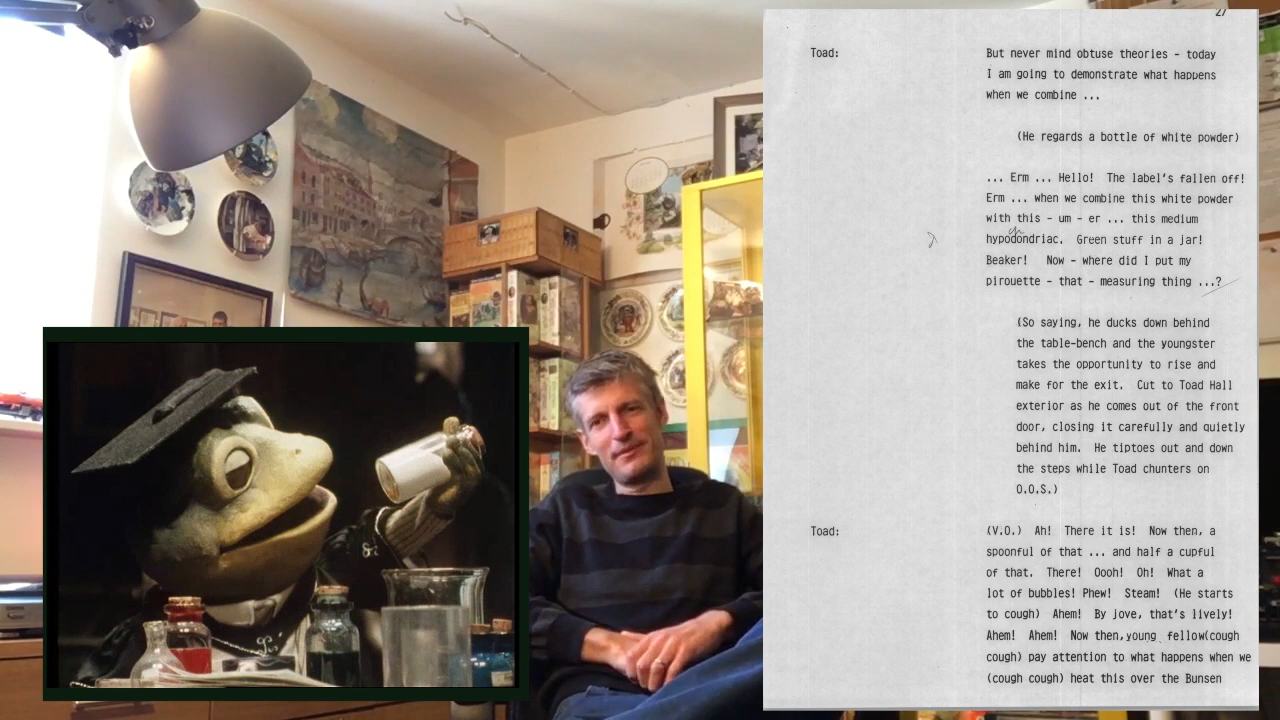 27
Toad: But never mind obtuse theories - today
I am going to demonstrate what happens
when we combine ...
(He regards a bottle of white powder)
... Erm ... Hello! The label's fallen off!
Erm ... when we combine this white powder
with this - um - er ... this medium
hypodondriac. Green stuff in a jar!
Beaker! Now - where did I put my
pirouette - that - measuring thing ...?
(So saying, he ducks down behind
the table-bench and the youngster
takes the opportunity to rise and
make for the exit. Cut to Toad Hall
exterior as he comes out of the front
door, closing it carefully and quietly
behind him. He tiptoes out and down
the steps while Toad chunters on
O.O.S.)
Toad: (V.O.) Ah! There it is! Now then, a
spoonful of that ... and half a cupful
of that. There! Oooh! Oh! What a
lot of bubbles! Phew! Steam! (He starts
to cough) Ahem! By jove, that's lively!
Ahem! Ahem! Now then, young fellow(cough
cough) pay attention to what happens when we
(cough cough) heat this over the Bunsen